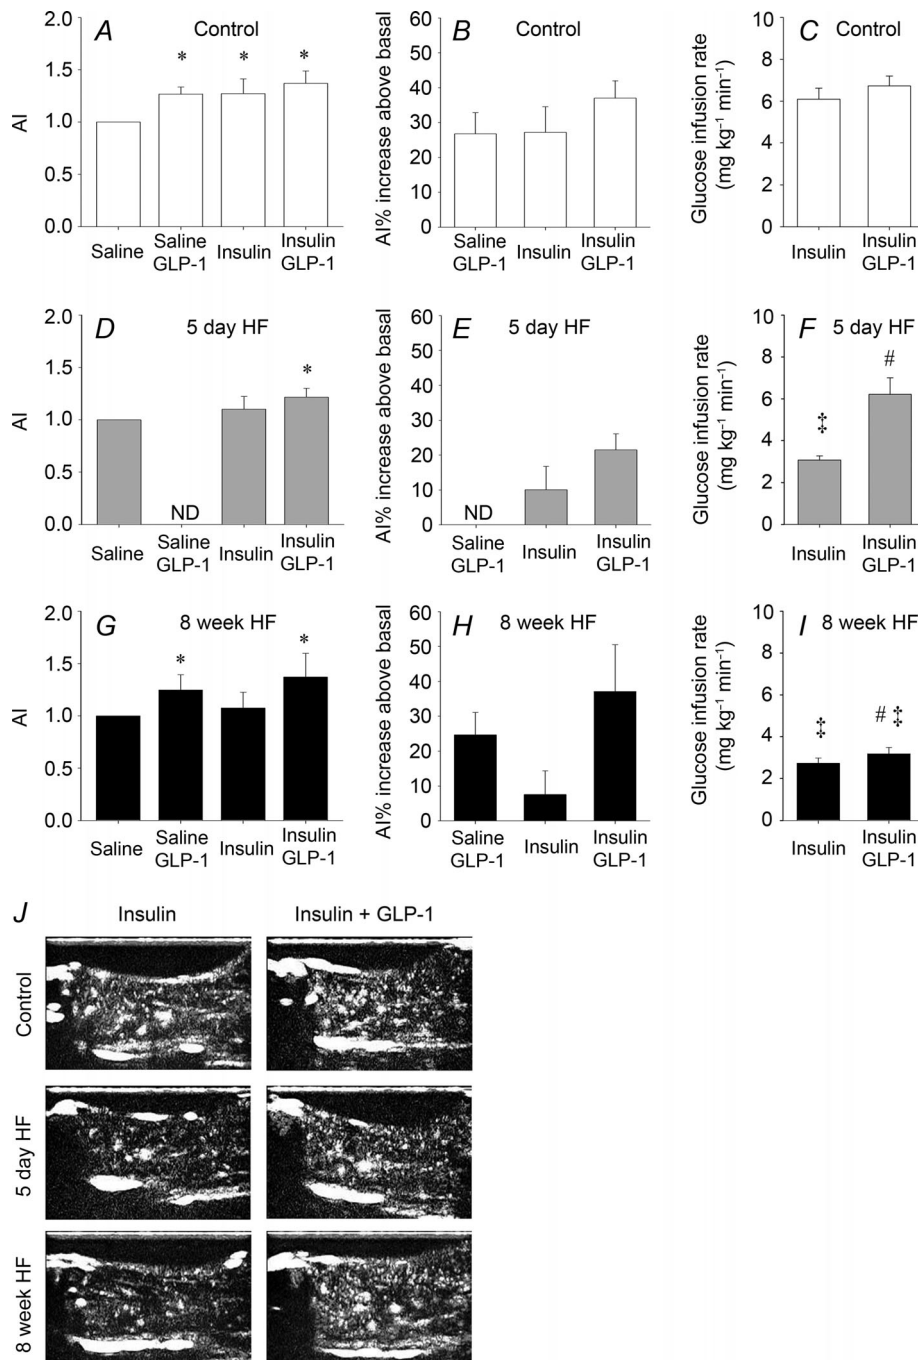 A Control
AI
2.0
1.5
1.0
0.5
0.0
*
*
*
Saline
Saline
GLP-1
Insulin
Insulin
GLP-1
B Control
AI% increase above basal
60
50
40
30
20
10
0
Saline
GLP-1
Insulin
Insulin
GLP-1
C Control
Glucose infusion rate
(mg kg⁻¹ min⁻¹)
10
8
6
4
2
0
Insulin
Insulin
GLP-1
D 5 day HF
AI
2.0
1.5
1.0
0.5
0.0
*
ND
Saline
Saline
GLP-1
Insulin
Insulin
GLP-1
E 5 day HF
AI% increase above basal
60
50
40
30
20
10
0
ND
Saline
GLP-1
Insulin
Insulin
GLP-1
F 5 day HF
Glucose infusion rate
(mg kg⁻¹ min⁻¹)
10
8
6
4
2
0
‡
#
Insulin
Insulin
GLP-1
G 8 week HF
AI
2.0
1.5
1.0
0.5
0.0
*
*
Saline
Saline
GLP-1
Insulin
Insulin
GLP-1
H 8 week HF
AI% increase above basal
60
50
40
30
20
10
0
Saline
GLP-1
Insulin
Insulin
GLP-1
I 8 week HF
Glucose infusion rate
(mg kg⁻¹ min⁻¹)
10
8
6
4
2
0
‡
# ‡
Insulin
Insulin
GLP-1
J Insulin Insulin + GLP-1
Control
5 day HF
8 week HF